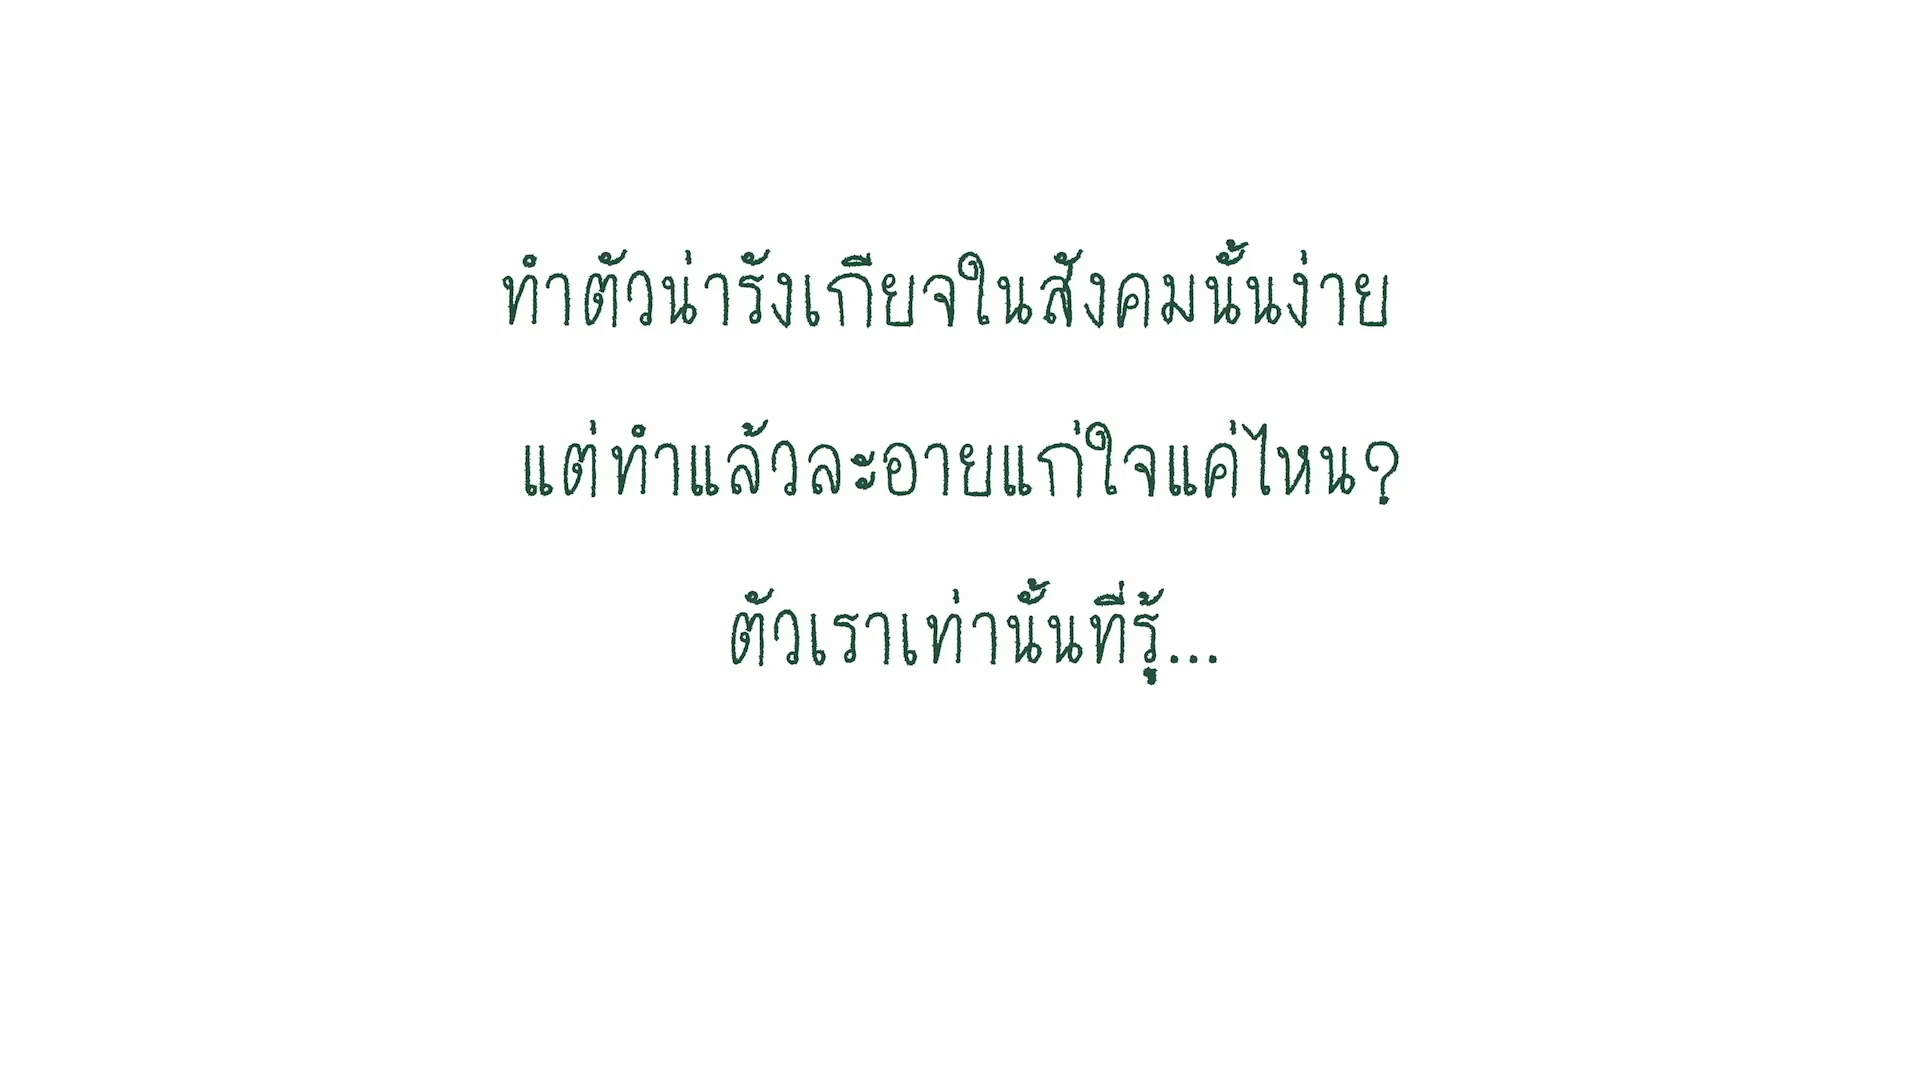 ทำตัวน่ารังเกียจในสังคมนั้นง่าย
แต่ทำแล้วละอายแก่ใจแค่ไหน?
ตัวเราเท่านั้นที่รู้...